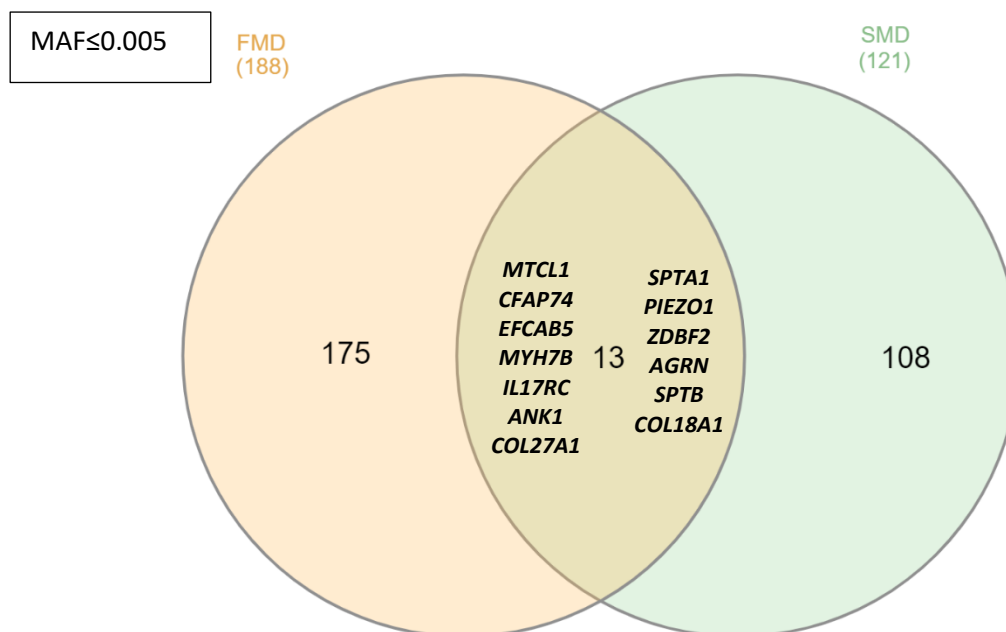 MAF≤0.005
FMD
(188)
SMD
(121)
175
MTCL1
CFAP74
EFCAB5
MYH7B
IL17RC
ANK1
COL27A1
13
SPTA1
PIEZO1
ZDBF2
AGRN
SPTB
COL18A1
108